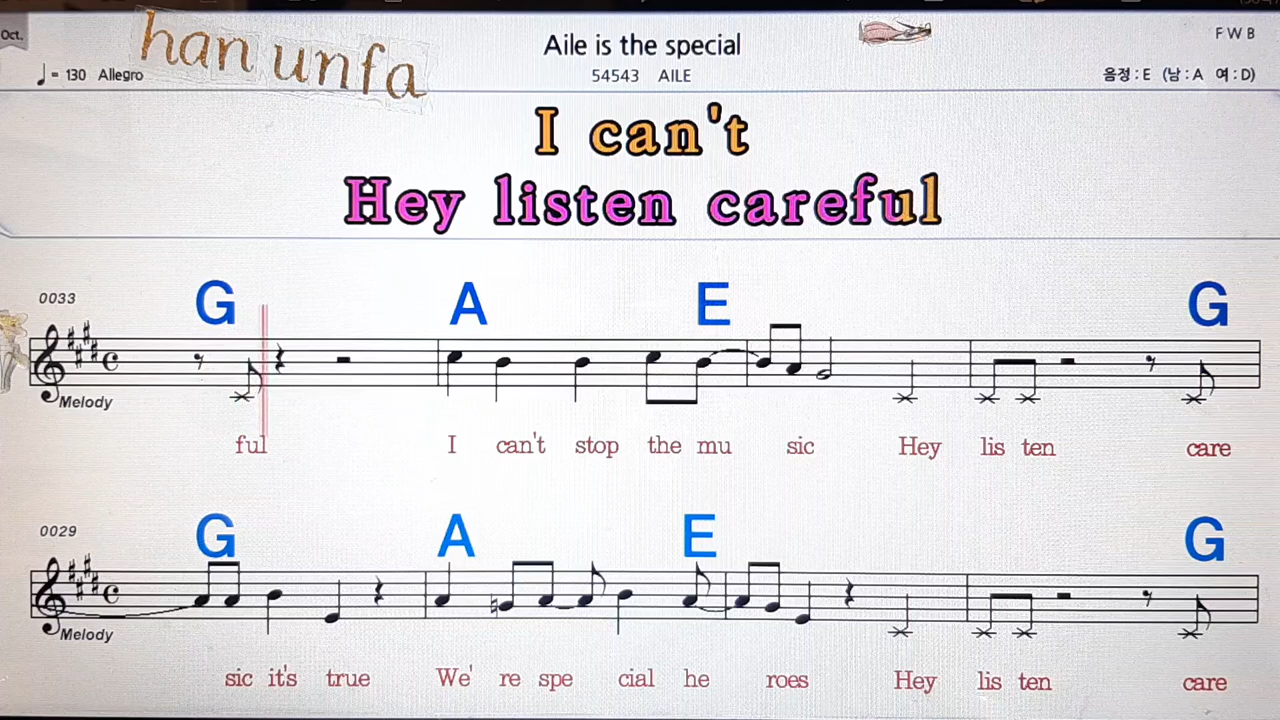 Oct.
han unfa
Aile is the special
F W B
♩ = 130 Allegro
54543 AILE
음정 : E (남 : A 여 : D)
I can't
Hey listen careful
0033
G A E G
Melody
ful I can't stop the mu sic Hey lis ten care
0029
G A E G
Melody
sic it's true We' re spe cial he roes Hey lis ten care